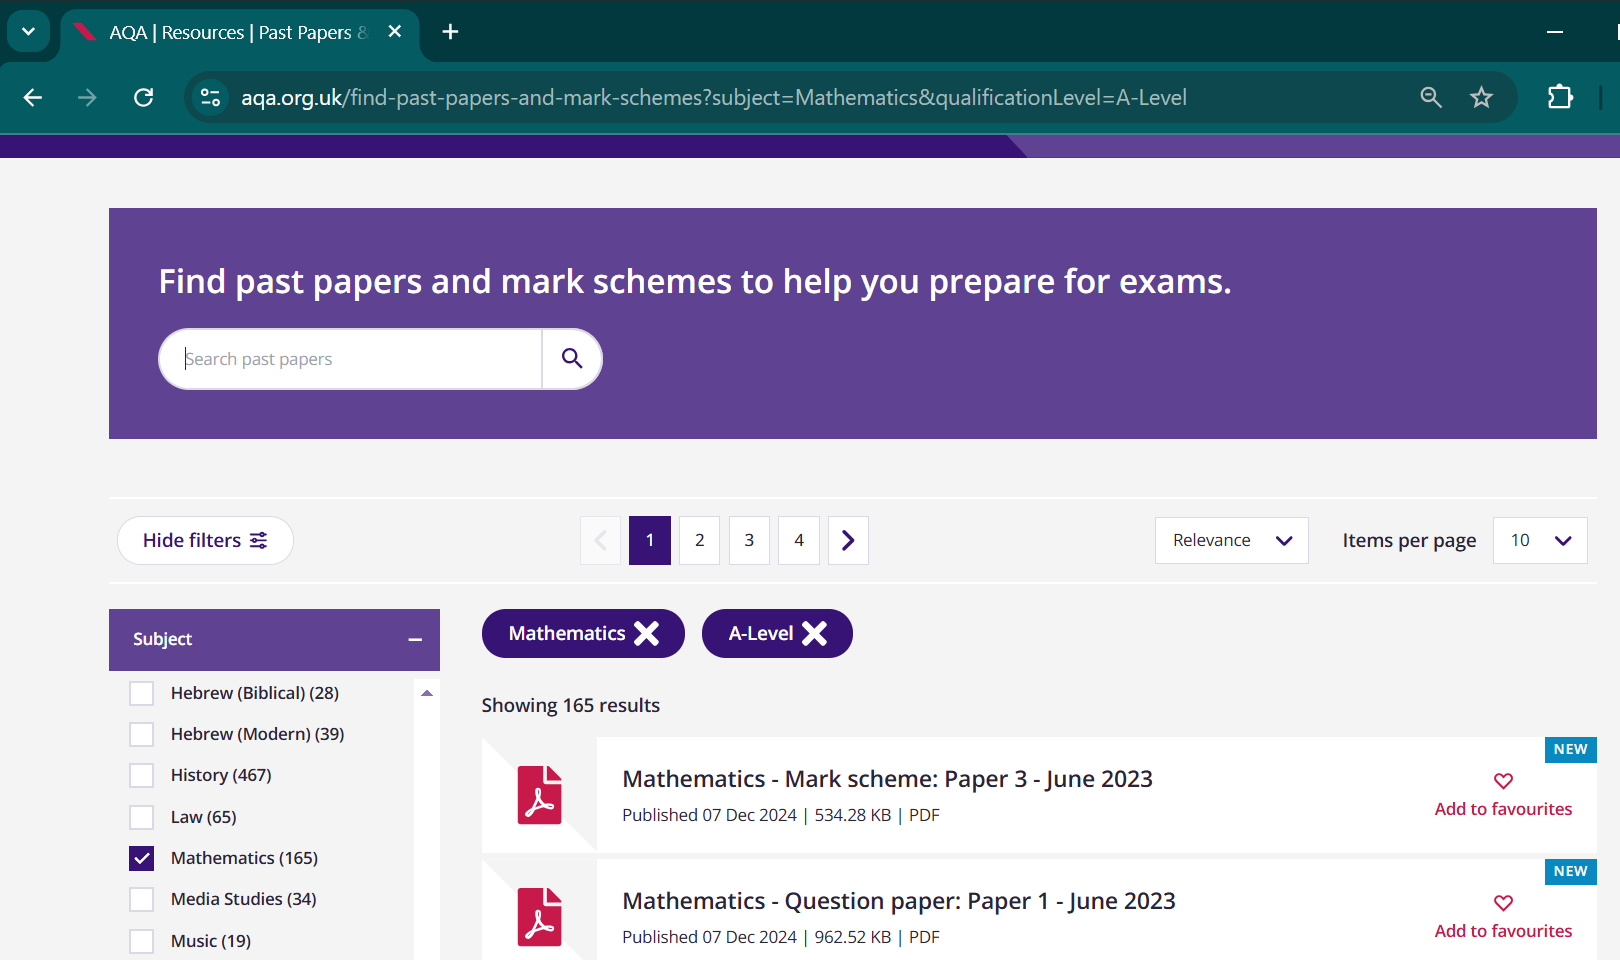 AQA | Resources | Past Papers &
aqa.org.uk/find-past-papers-and-mark-schemes?subject=Mathematics&qualificationLevel=A-Level
Find past papers and mark schemes to help you prepare for exams.
Search past papers
Hide filters
1 2 3 4
Relevance
Items per page
10
Subject
Hebrew (Biblical) (28)
Hebrew (Modern) (39)
History (467)
Law (65)
Mathematics (165)
Media Studies (34)
Music (19)
Mathematics
A-Level
Showing 165 results
NEW
Mathematics - Mark scheme: Paper 3 - June 2023
Published 07 Dec 2024 | 534.28 KB | PDF
Add to favourites
NEW
Mathematics - Question paper: Paper 1 - June 2023
Published 07 Dec 2024 | 962.52 KB | PDF
Add to favourites